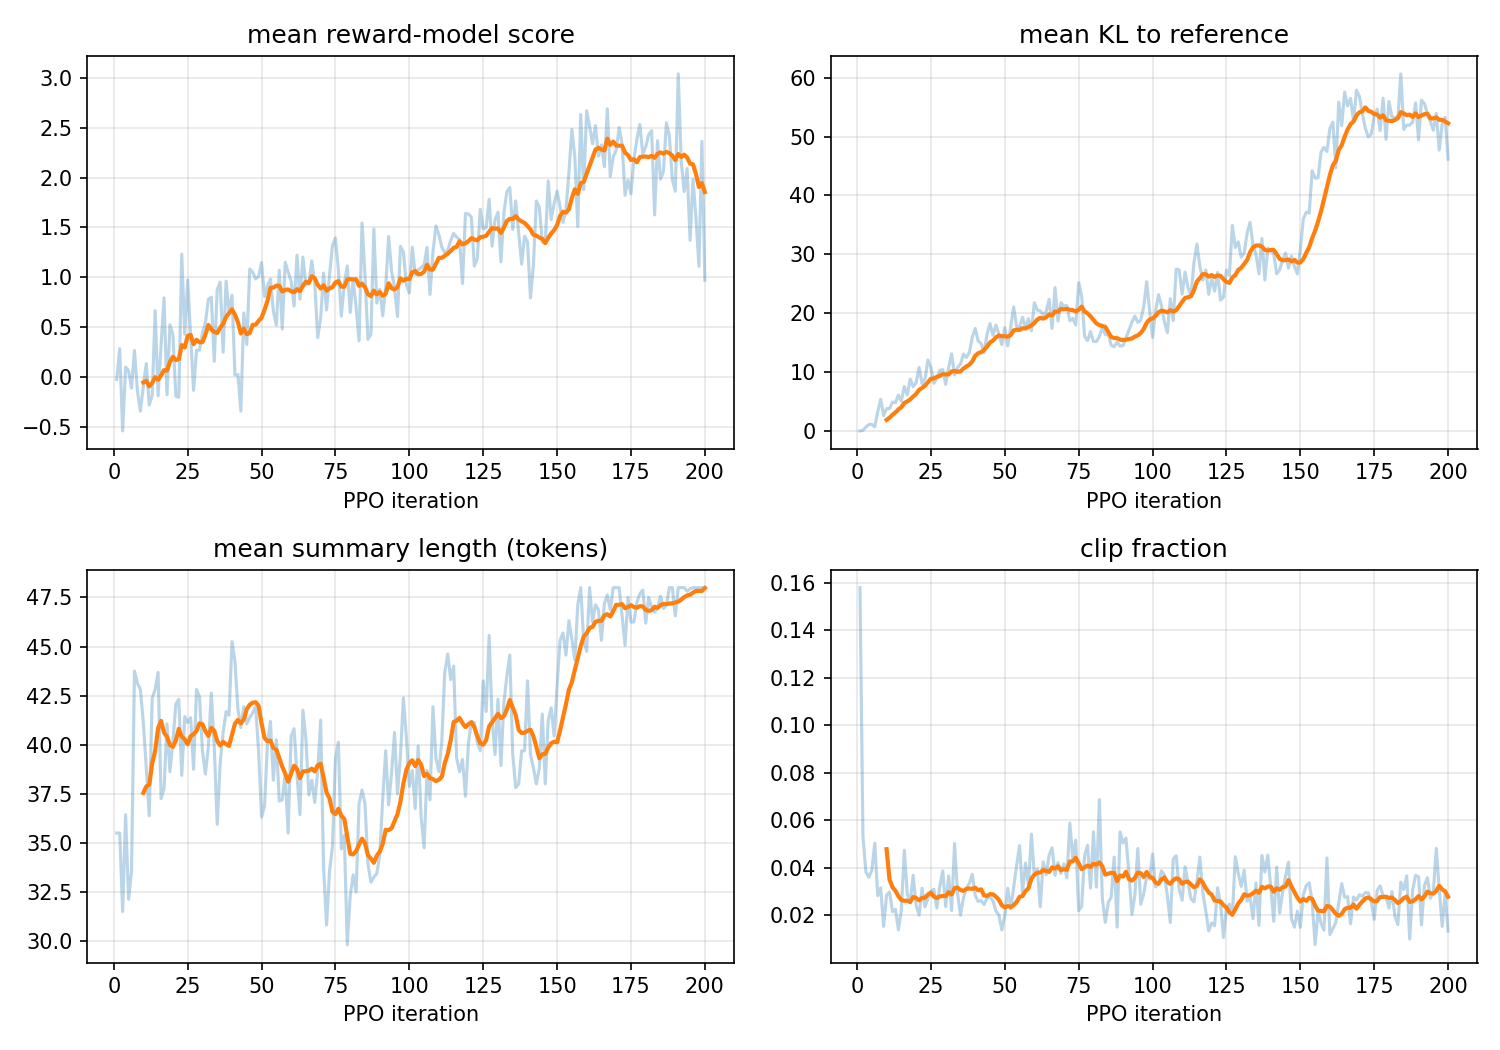 mean reward-model score
3.0
2.5
2.0
1.5
1.0
0.5
0.0
−0.5
0 25 50 75 100 125 150 175 200
PPO iteration
mean KL to reference
60
50
40
30
20
10
0
0 25 50 75 100 125 150 175 200
PPO iteration
mean summary length (tokens)
47.5
45.0
42.5
40.0
37.5
35.0
32.5
30.0
0 25 50 75 100 125 150 175 200
PPO iteration
clip fraction
0.16
0.14
0.12
0.10
0.08
0.06
0.04
0.02
0 25 50 75 100 125 150 175 200
PPO iteration